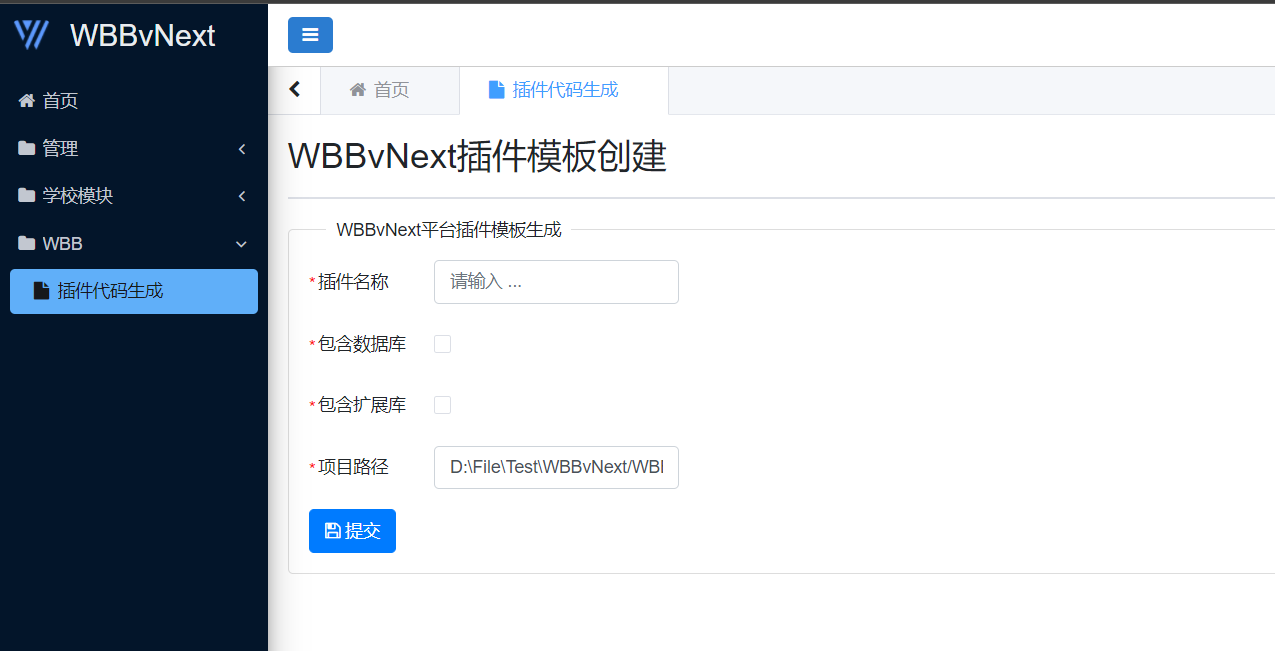 WBBvNext
首页
管理
学校模块
WBB
插件代码生成
首页
插件代码生成
WBBvNext插件模板创建
WBBvNext平台插件模板生成
*插件名称
请输入 ...
*包含数据库
*包含扩展库
*项目路径
D:\File\Test\WBBvNext/WBI
提交